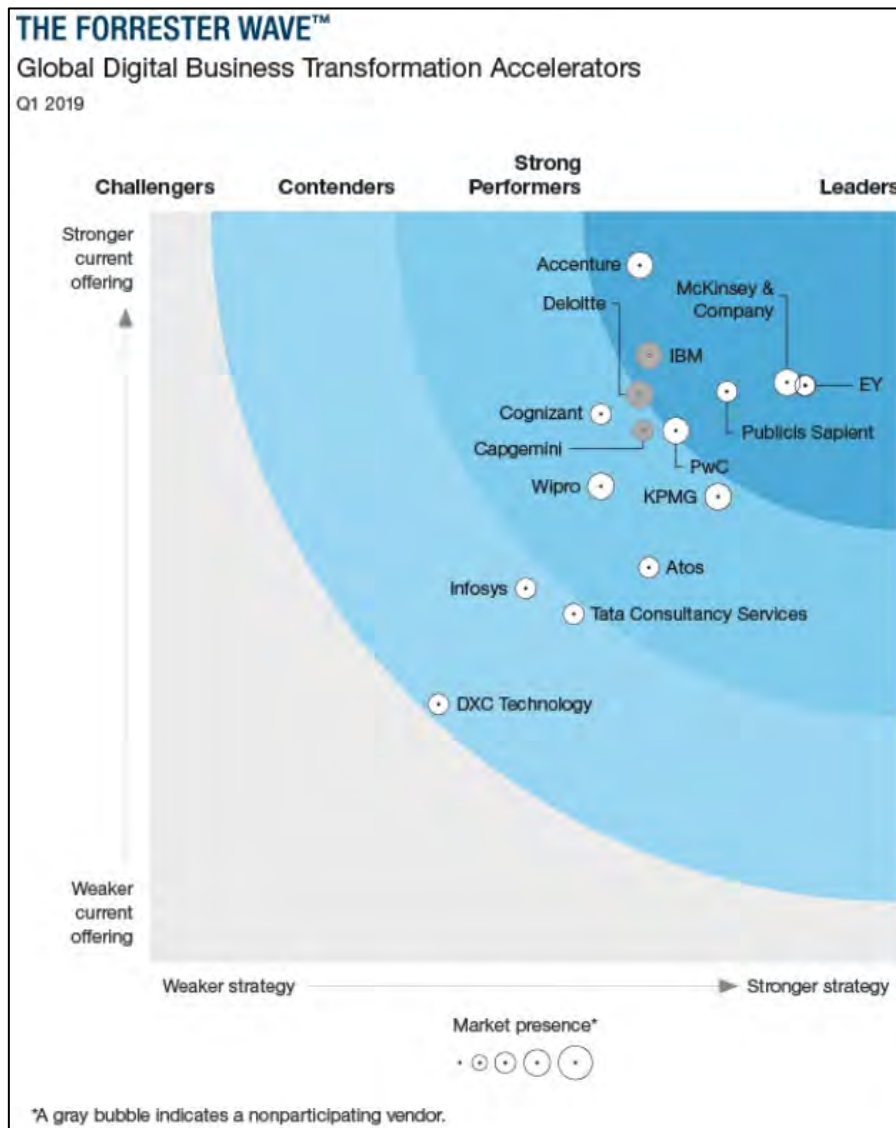 THE FORRESTER WAVE™
Global Digital Business Transformation Accelerators
Q1 2019
Challengers
Contenders
Strong
Performers
Leaders
Stronger
current
offering
Accenture
McKinsey &
Company
Deloitte
IBM
EY
Cognizant
Publicis Sapient
Capgemini
PwC
Wipro
KPMG
Atos
Infosys
Tata Consultancy Services
DXC Technology
Weaker
current
offering
Weaker strategy
Stronger strategy
Market presence*
*A gray bubble indicates a nonparticipating vendor.